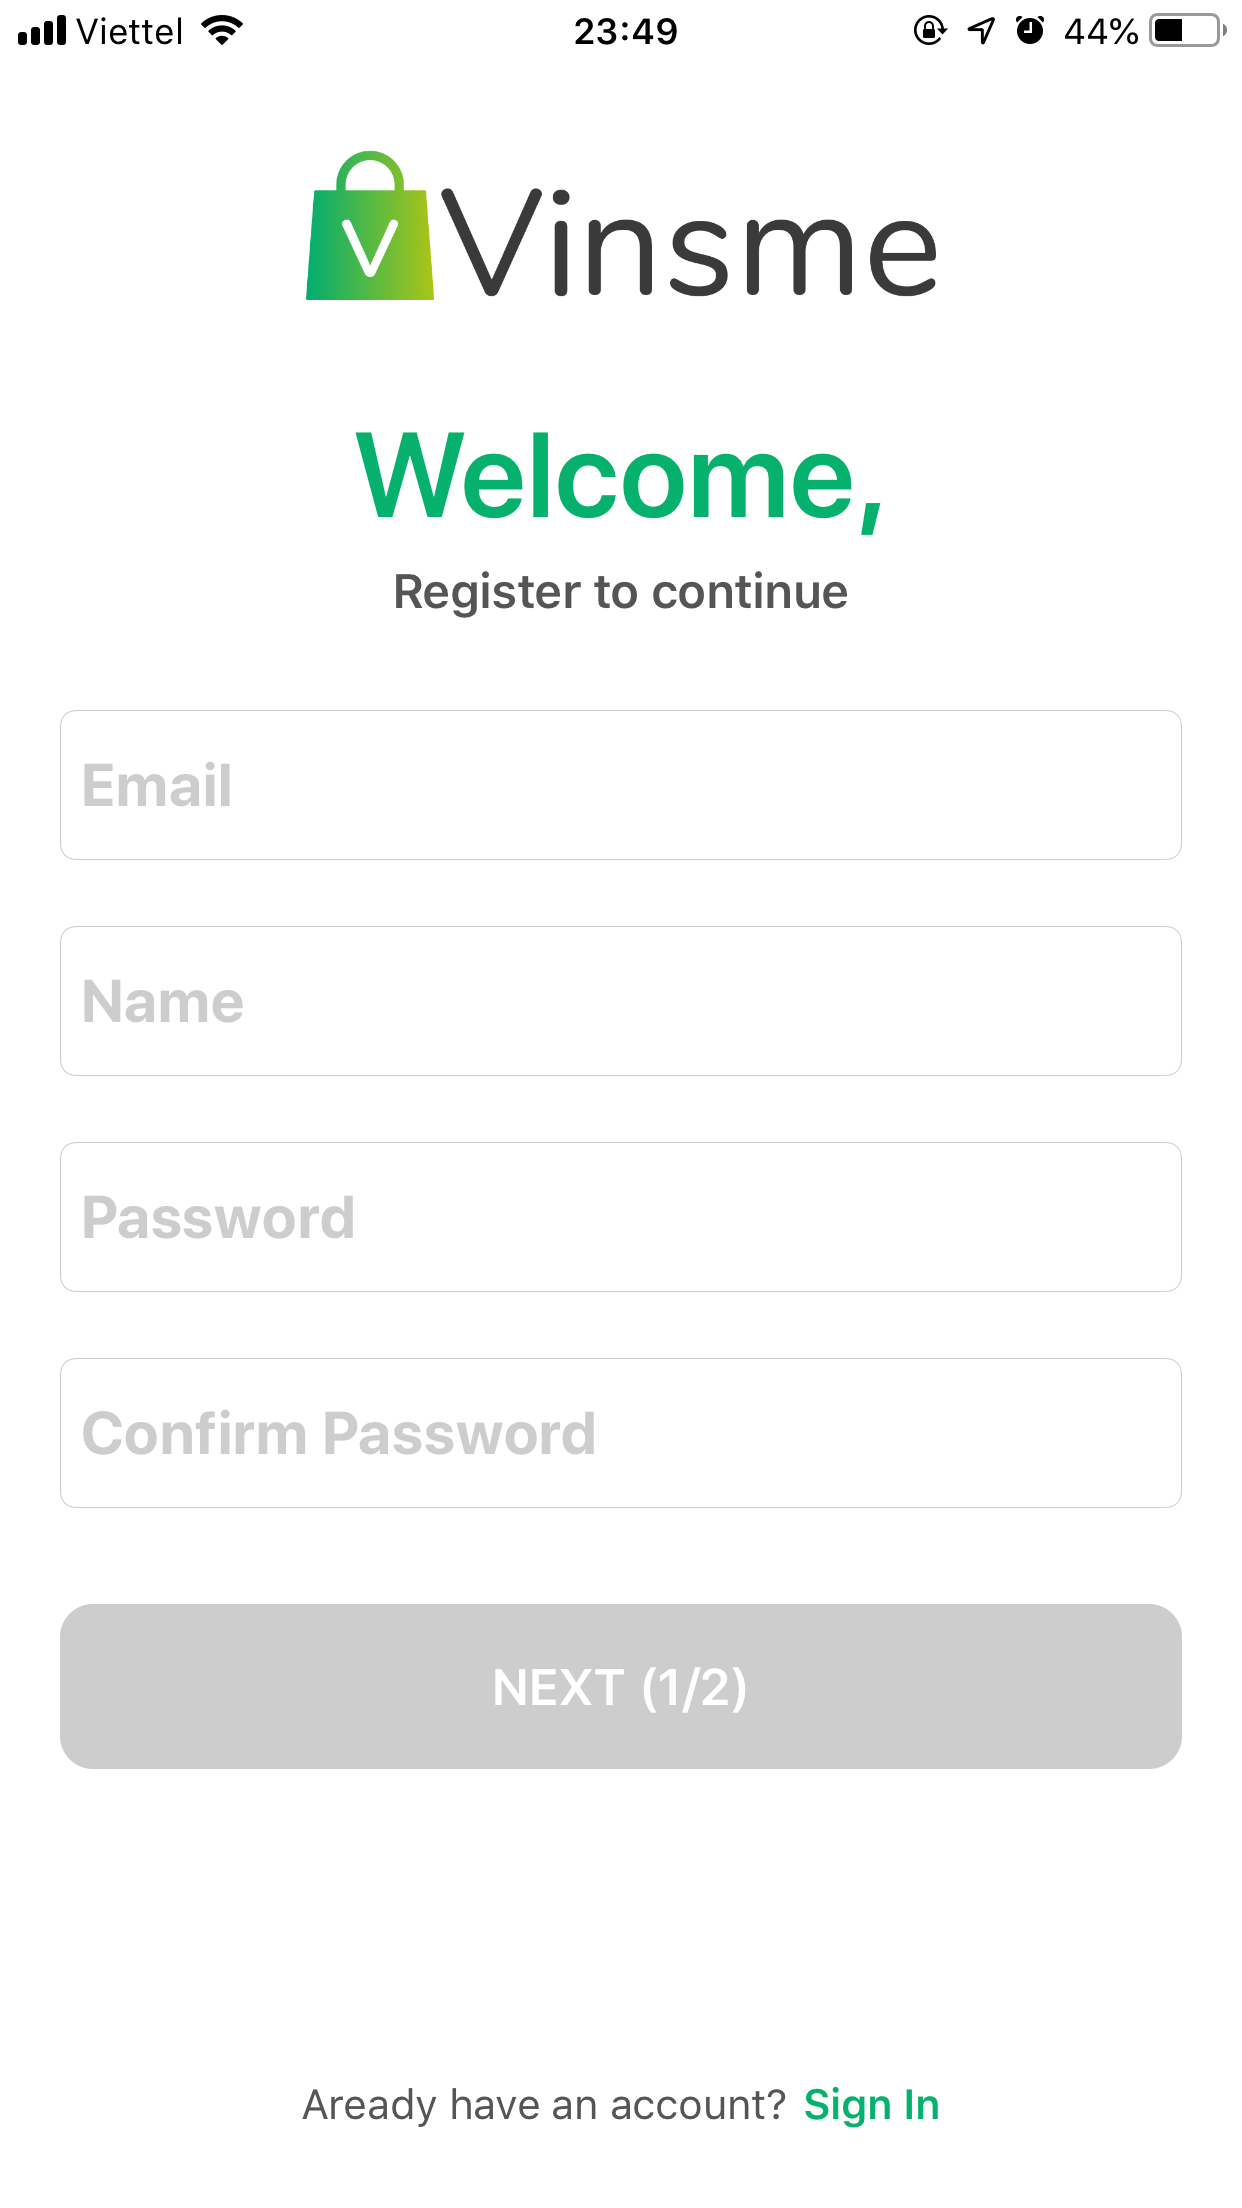 Viettel 23:49 44%
V Vinsme
Welcome,
Register to continue
Email
Name
Password
Confirm Password
NEXT (1/2)
Aready have an account? Sign In